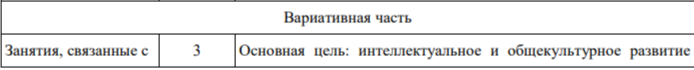 Вариативная часть
Занятия, связанные с 3 Основная цель: интеллектуальное и общекультурное развитие